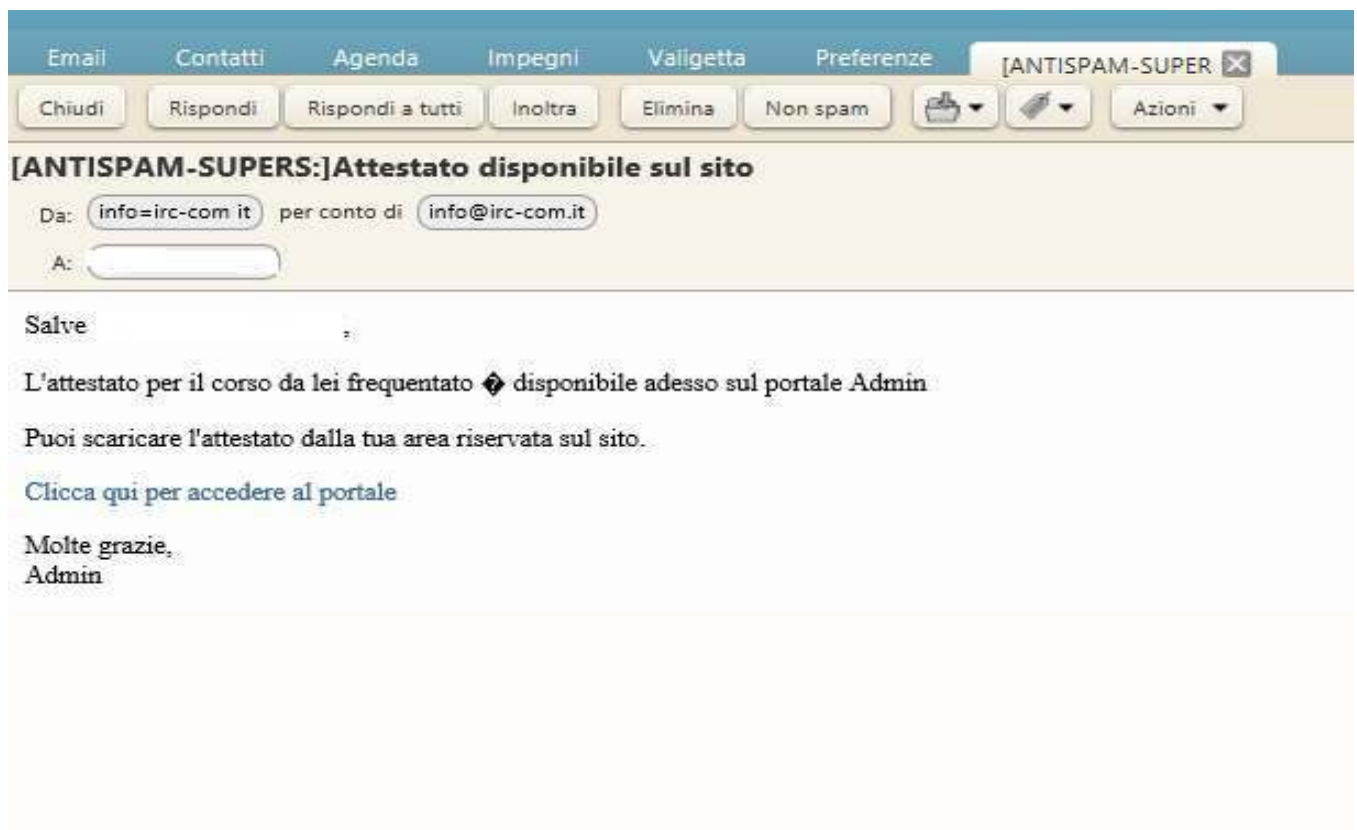 Email Contatti Agenda Impegni Valigetta Preferenze [ANTISPAM-SUPER
Chiudi Rispondi Rispondi a tutti Inoltra Elimina Non spam Azioni
[ANTISPAM-SUPERS:]Attestato disponibile sul sito
Da: info=irc-com it per conto di info@irc-com.it
A:
Salve ,
L'attestato per il corso da lei frequentato � disponibile adesso sul portale Admin
Puoi scaricare l'attestato dalla tua area riservata sul sito.
Clicca qui per accedere al portale
Molte grazie,
Admin